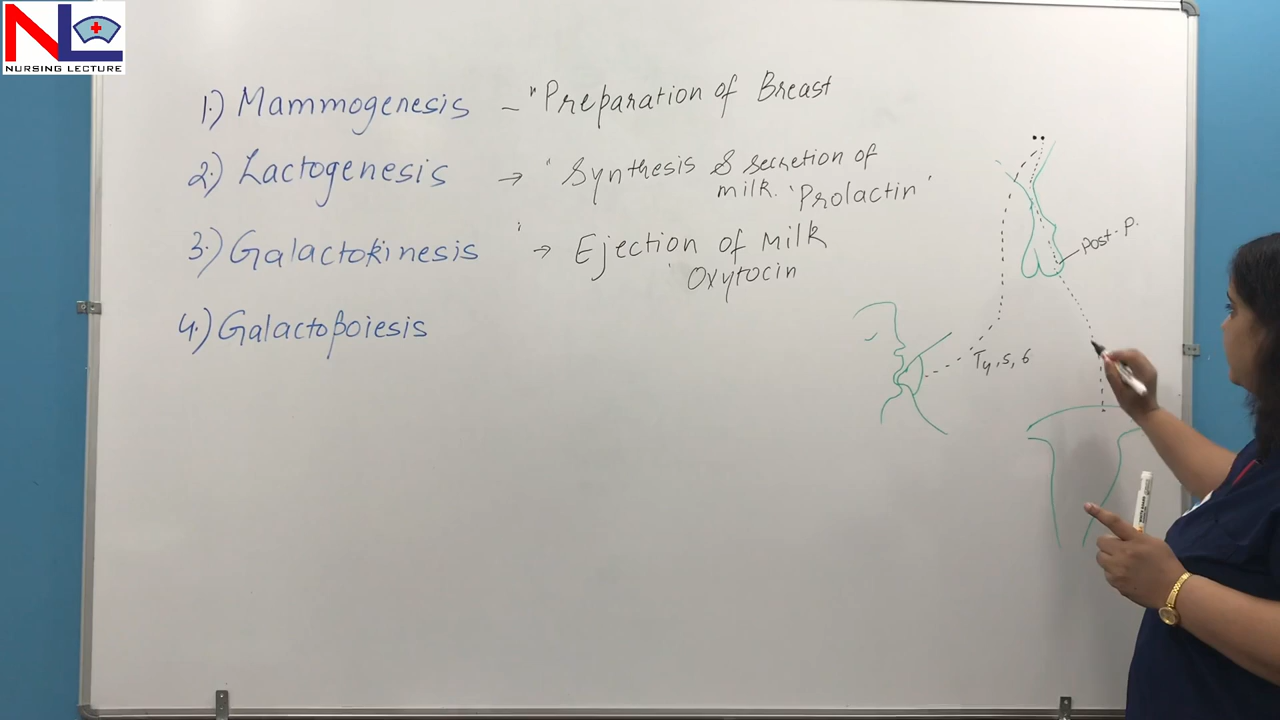 NL
NURSING LECTURE
1.) Mammogenesis - "Preparation of Breast
2.) Lactogenesis → " Synthesis & secretion of
milk. 'Prolactin'
3.) Galactokinesis " → Ejection of Milk
' Oxytocin
4.) Galactopoiesis
Post. P.
T4, 5, 6